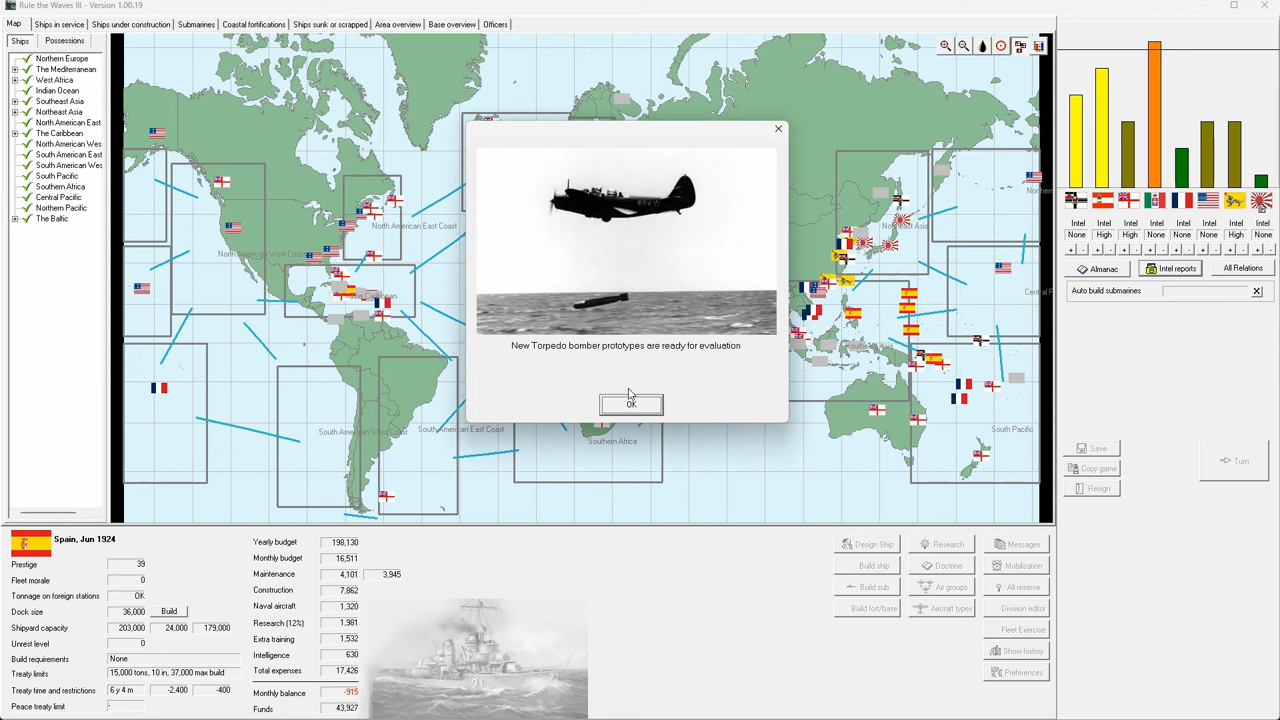 Rule the Waves III - Version 1.00.19
Map
Ships in service
Ships under construction
Submarines
Coastal fortifications
Ships sunk or scrapped
Area overview
Base overview
Officers
Ships
Possessions
Northern Europe
The Mediterranean
West Africa
Indian Ocean
Southeast Asia
Northeast Asia
North American East
The Caribbean
North American Wes
South American East
South American Wes
South Pacific
Southern Africa
Central Pacific
Northern Pacific
The Baltic
North American East Coast
North American West Coast
South American West Coast
South American East Coast
Southern Africa
South Pacific
New Torpedo bomber prototypes are ready for evaluation
OK
Intel Intel Intel Intel Intel Intel Intel Intel
None High High None None None High None
+ - + - + - + - + - + - + - + -
Almanac
Intel reports
All Relations
Auto build submarines
Save
Copy game
Resign
Turn
Spain, Jun 1924
Prestige 39
Fleet morale 0
Tonnage on foreign stations OK
Dock size 36,000 Build
Shipyard capacity 203,000 24,000 179,000
Unrest level 0
Build requirements None
Treaty limits 15,000 tons, 10 in, 37,000 max build
Treaty time and restrictions 6 y 4 m -2,400 -400
Peace treaty limit -
Yearly budget 198,130
Monthly budget 16,511
Maintenance 4,101 3,945
Construction 7,862
Naval aircraft 1,320
Research (12%) 1,981
Extra training 1,532
Intelligence 630
Total expenses 17,426
Monthly balance -915
Funds 43,927
Design Ship
Research
Messages
Build ship
Doctrine
Mobilization
Build sub
Air groups
All reserve
Build fort/base
Aircraft types
Division editor
Fleet Exercise
Show history
Preferences